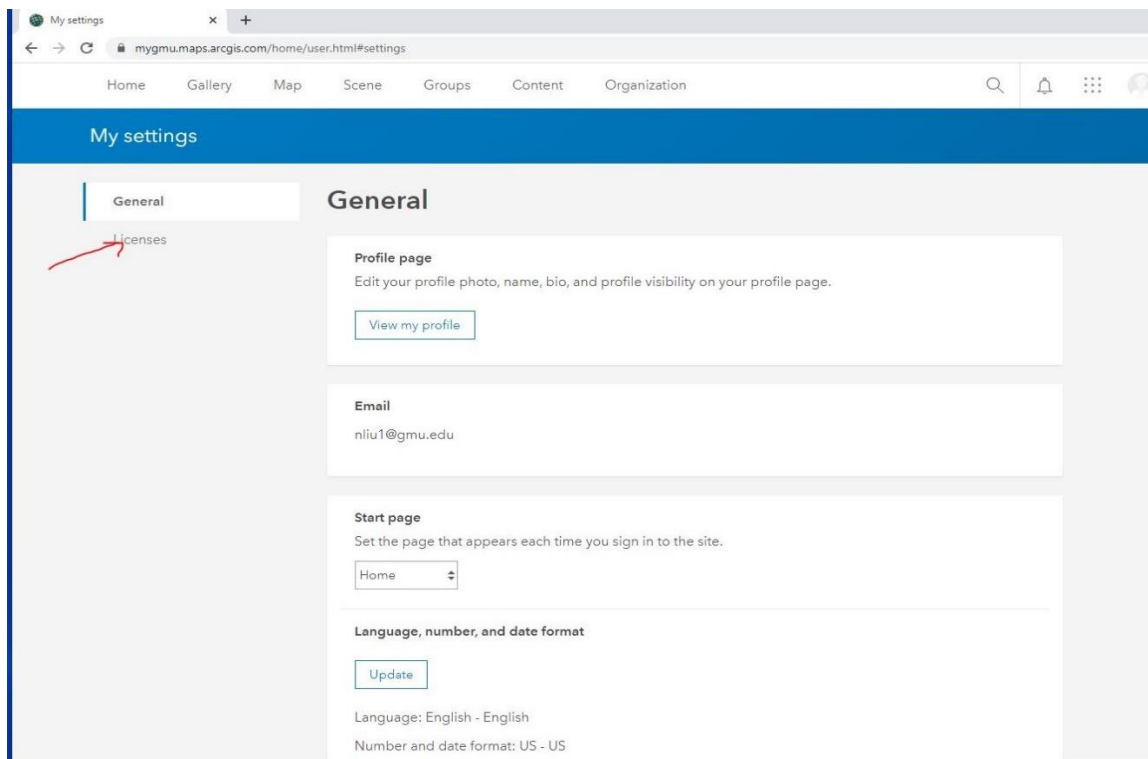 My settings
mygmu.maps.arcgis.com/home/user.html#settings
Home Gallery Map Scene Groups Content Organization
My settings
General
Licenses
General
Profile page
Edit your profile photo, name, bio, and profile visibility on your profile page.
View my profile
Email
nliu1@gmu.edu
Start page
Set the page that appears each time you sign in to the site.
Home
Language, number, and date format
Update
Language: English - English
Number and date format: US - US